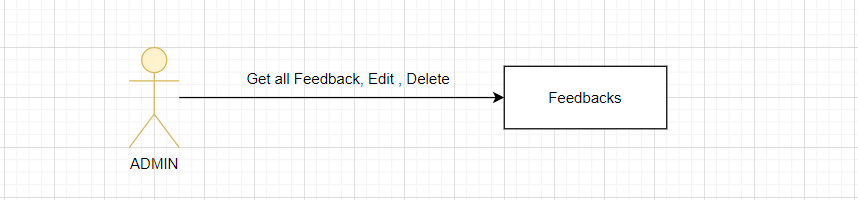 Get all Feedback, Edit , Delete
Feedbacks
ADMIN